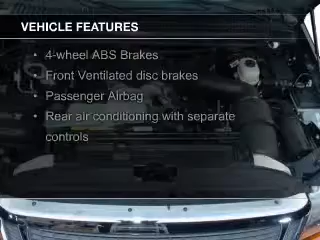 VEHICLE FEATURES
• 4-wheel ABS Brakes
• Front Ventilated disc brakes
• Passenger Airbag
• Rear air conditioning with separate
controls